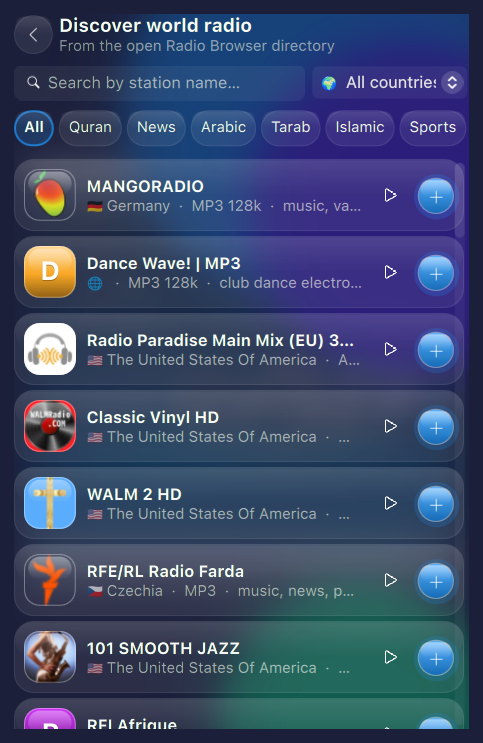 Discover world radio
From the open Radio Browser directory
Search by station name...
All countries
All
Quran
News
Arabic
Tarab
Islamic
Sports
MANGORADIO
Germany · MP3 128k · music, va...
D
Dance Wave! | MP3
· MP3 128k · club dance electro...
Radio Paradise Main Mix (EU) 3...
The United States Of America · A...
WALMRadio
.COM
Classic Vinyl HD
The United States Of America · ...
WALM 2 HD
The United States Of America · ...
RFE/RL Radio Farda
Czechia · MP3 · music, news, p...
101 SMOOTH JAZZ
The United States Of America · ...
RFI Afrique